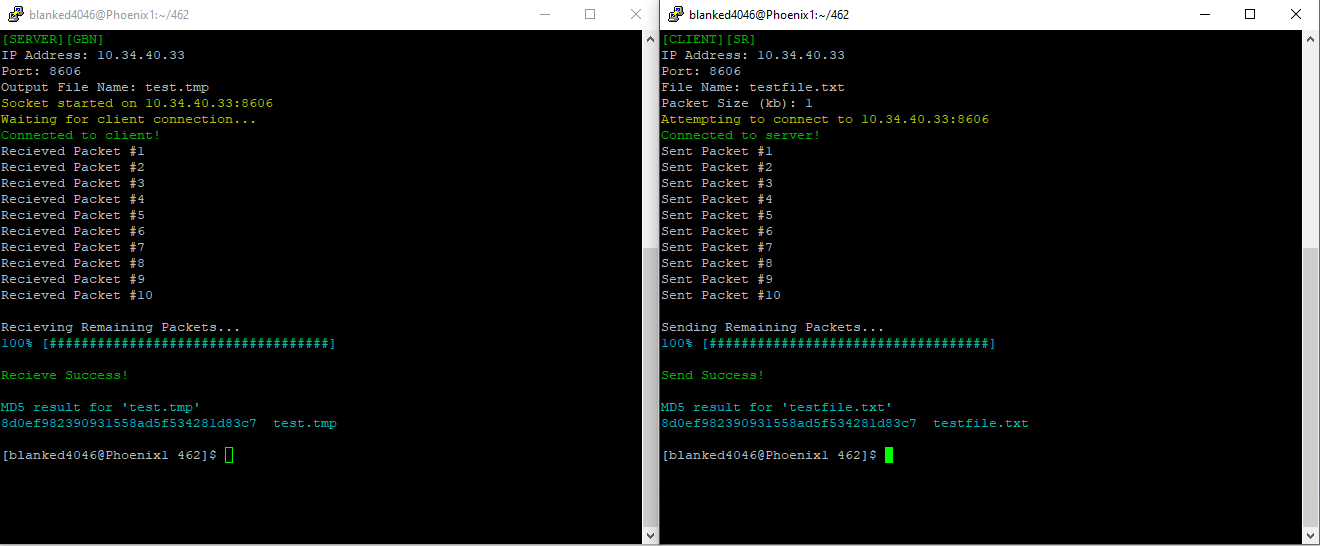 blanked4046@Phoenix1:~/462
[SERVER][GBN]
IP Address: 10.34.40.33
Port: 8606
Output File Name: test.tmp
Socket started on 10.34.40.33:8606
Waiting for client connection...
Connected to client!
Recieved Packet #1
Recieved Packet #2
Recieved Packet #3
Recieved Packet #4
Recieved Packet #5
Recieved Packet #6
Recieved Packet #7
Recieved Packet #8
Recieved Packet #9
Recieved Packet #10
Recieving Remaining Packets...
100% [###################################]
Recieve Success!
MD5 result for 'test.tmp'
8d0ef982390931558ad5f534281d83c7  test.tmp
[blanked4046@Phoenix1 462]$
blanked4046@Phoenix1:~/462
[CLIENT][SR]
IP Address: 10.34.40.33
Port: 8606
File Name: testfile.txt
Packet Size (kb): 1
Attempting to connect to 10.34.40.33:8606
Connected to server!
Sent Packet #1
Sent Packet #2
Sent Packet #3
Sent Packet #4
Sent Packet #5
Sent Packet #6
Sent Packet #7
Sent Packet #8
Sent Packet #9
Sent Packet #10
Sending Remaining Packets...
100% [###################################]
Send Success!
MD5 result for 'testfile.txt'
8d0ef982390931558ad5f534281d83c7  testfile.txt
[blanked4046@Phoenix1 462]$